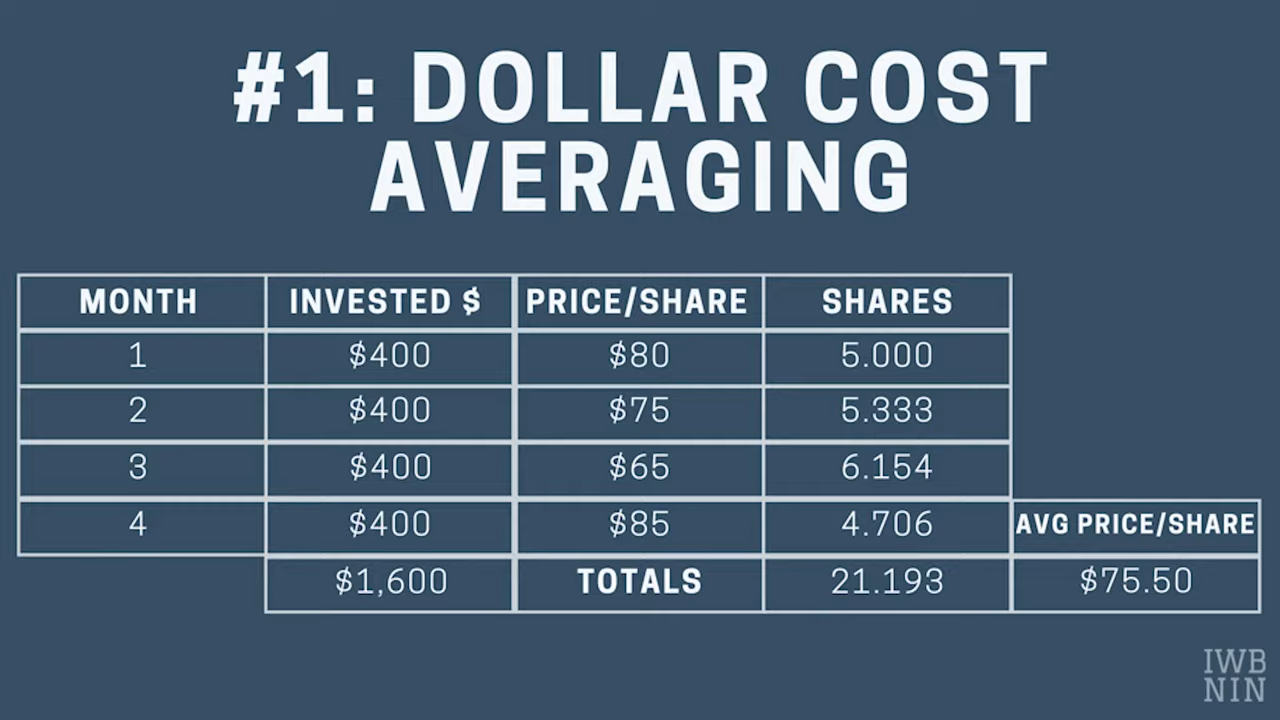 #1: DOLLAR COST
AVERAGING
MONTH INVESTED $ PRICE/SHARE SHARES
1 $400 $80 5.000
2 $400 $75 5.333
3 $400 $65 6.154
4 $400 $85 4.706 AVG PRICE/SHARE
$1,600 TOTALS 21.193 $75.50
IWB
NIN